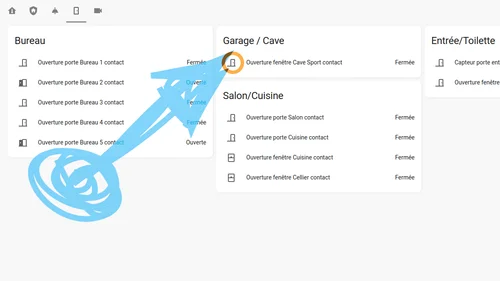 Bureau
Ouverture porte Bureau 1 contact Fermée
Ouverture porte Bureau 2 contact Ouverte
Ouverture porte Bureau 3 contact Fermée
Ouverture porte Bureau 4 contact Fermée
Ouverture porte Bureau 5 contact Ouverte
Garage / Cave
Ouverture fenêtre Cave Sport contact Fermée
Salon/Cuisine
Ouverture porte Salon contact Fermée
Ouverture porte Cuisine contact Fermée
Ouverture fenêtre Cuisine contact Fermée
Ouverture fenêtre Cellier contact Fermée
Entrée/Toilette
Capteur porte ent
Ouverture fenêtre